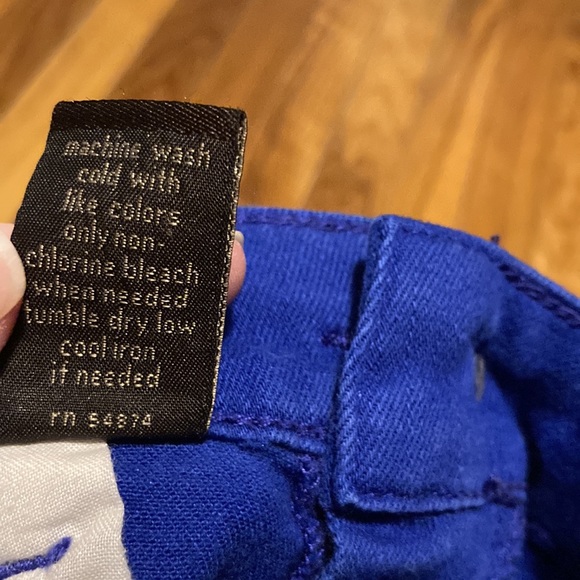 machine wash
cold with
like colors
only non-
chlorine bleach
when needed
tumble dry low
cool iron
if needed
rn 54874